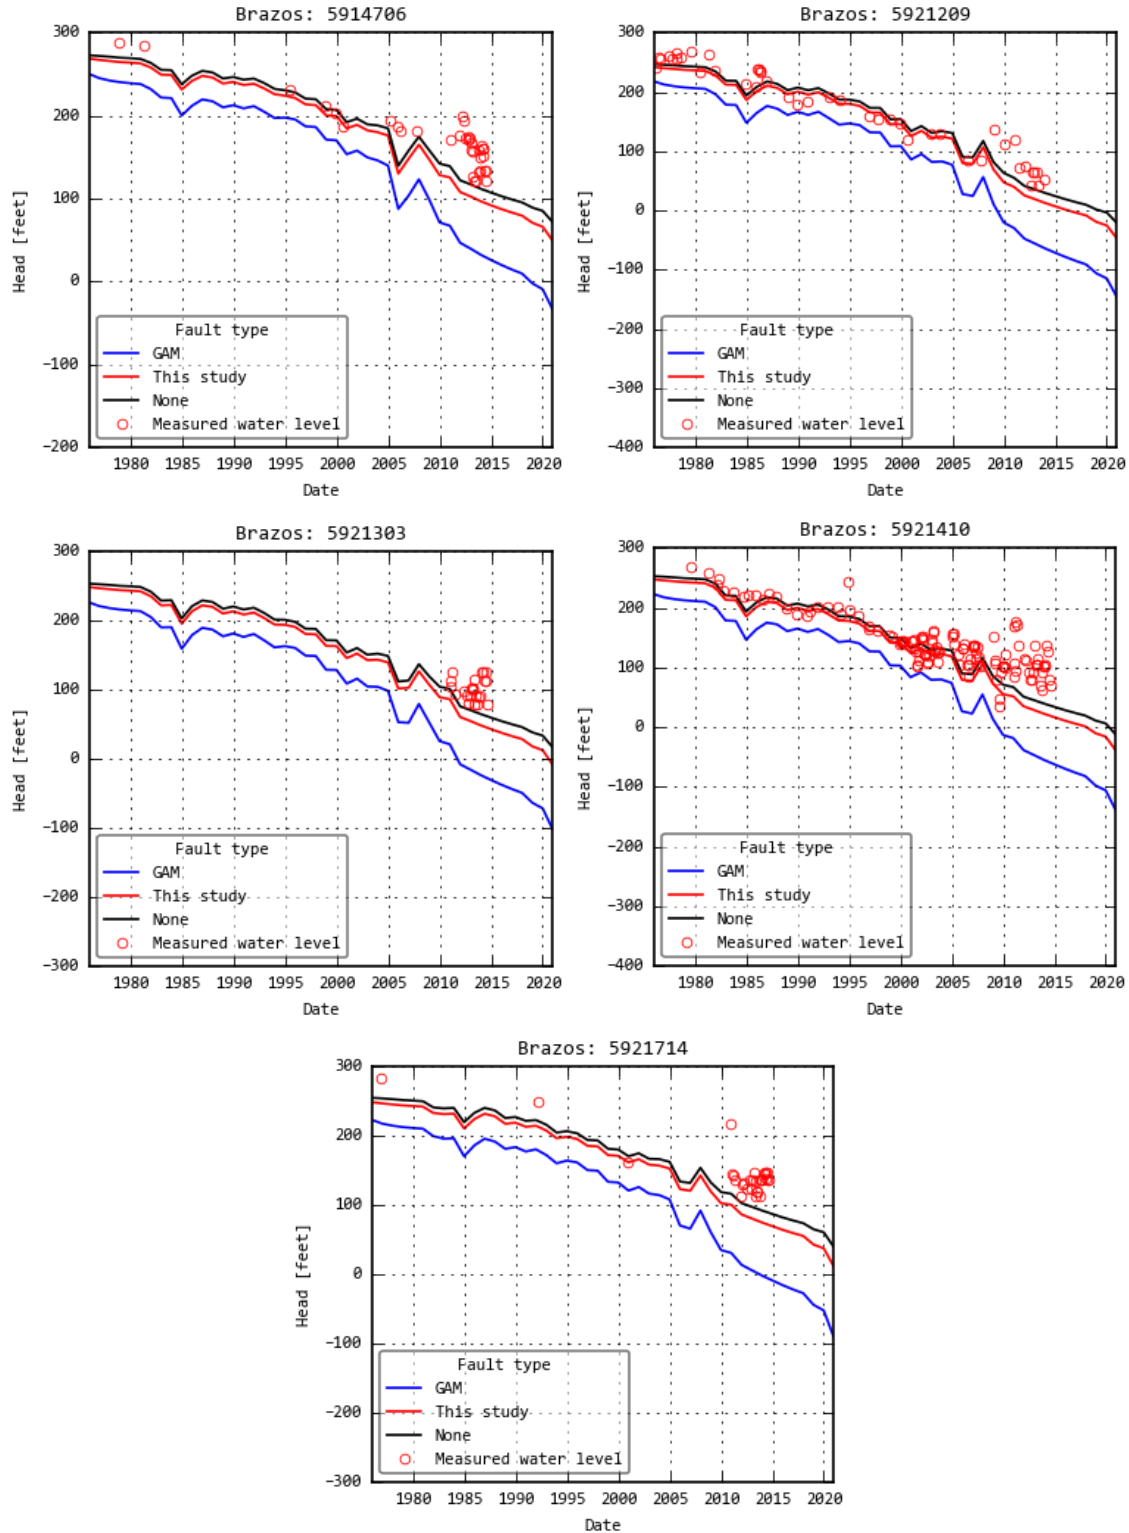 Brazos: 5914706
Head [feet]
300
200
100
0
−100
−200
Fault type
GAM
This study
None
Measured water level
1980 1985 1990 1995 2000 2005 2010 2015 2020
Date
Brazos: 5921209
Head [feet]
300
200
100
0
−100
−200
−300
−400
Fault type
GAM
This study
None
Measured water level
1980 1985 1990 1995 2000 2005 2010 2015 2020
Date
Brazos: 5921303
Head [feet]
300
200
100
0
−100
−200
−300
Fault type
GAM
This study
None
Measured water level
1980 1985 1990 1995 2000 2005 2010 2015 2020
Date
Brazos: 5921410
Head [feet]
300
200
100
0
−100
−200
−300
−400
Fault type
GAM
This study
None
Measured water level
1980 1985 1990 1995 2000 2005 2010 2015 2020
Date
Brazos: 5921714
Head [feet]
300
200
100
0
−100
−200
−300
Fault type
GAM
This study
None
Measured water level
1980 1985 1990 1995 2000 2005 2010 2015 2020
Date